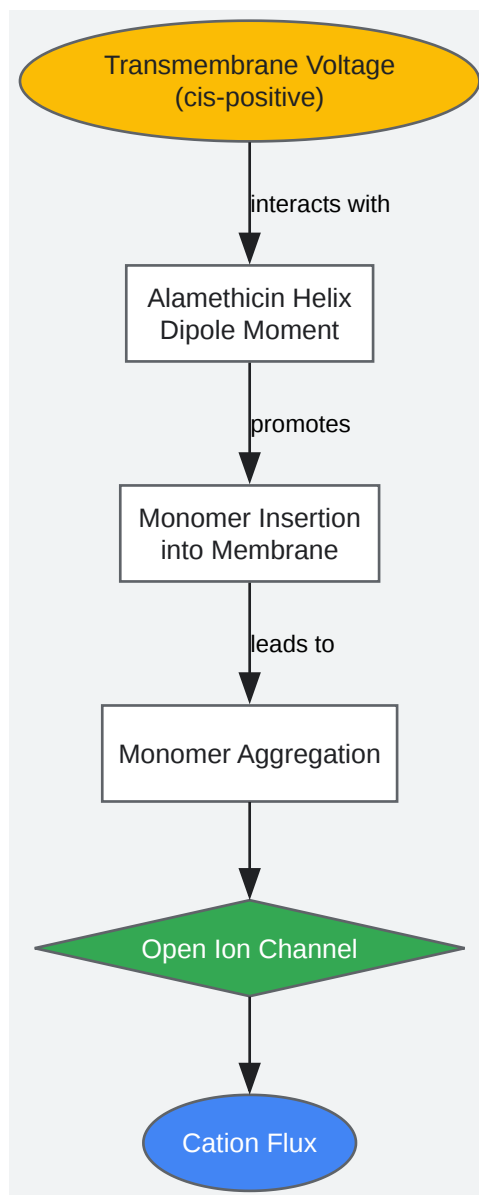 Transmembrane Voltage
(cis-positive)
interacts with
Alamethicin Helix
Dipole Moment
promotes
Monomer Insertion
into Membrane
leads to
Monomer Aggregation
Open Ion Channel
Cation Flux